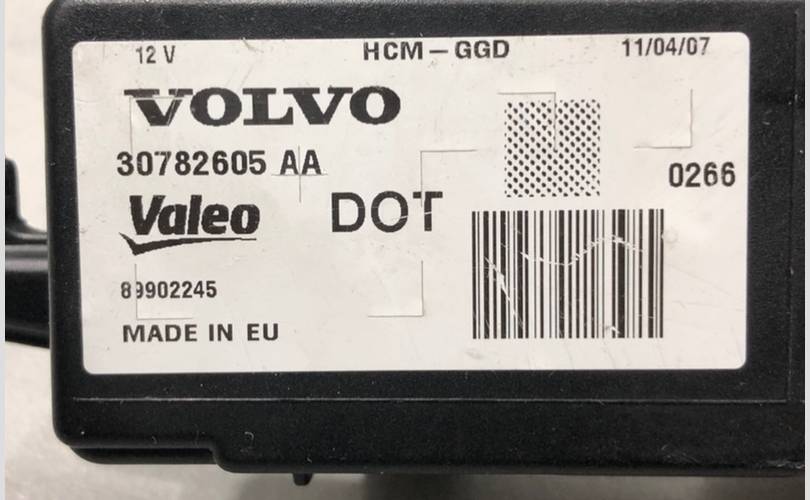 12 V HCM – GGD 11/04/07
VOLVO
30782605 AA
0266
Valeo
DOT
89902245
MADE IN EU